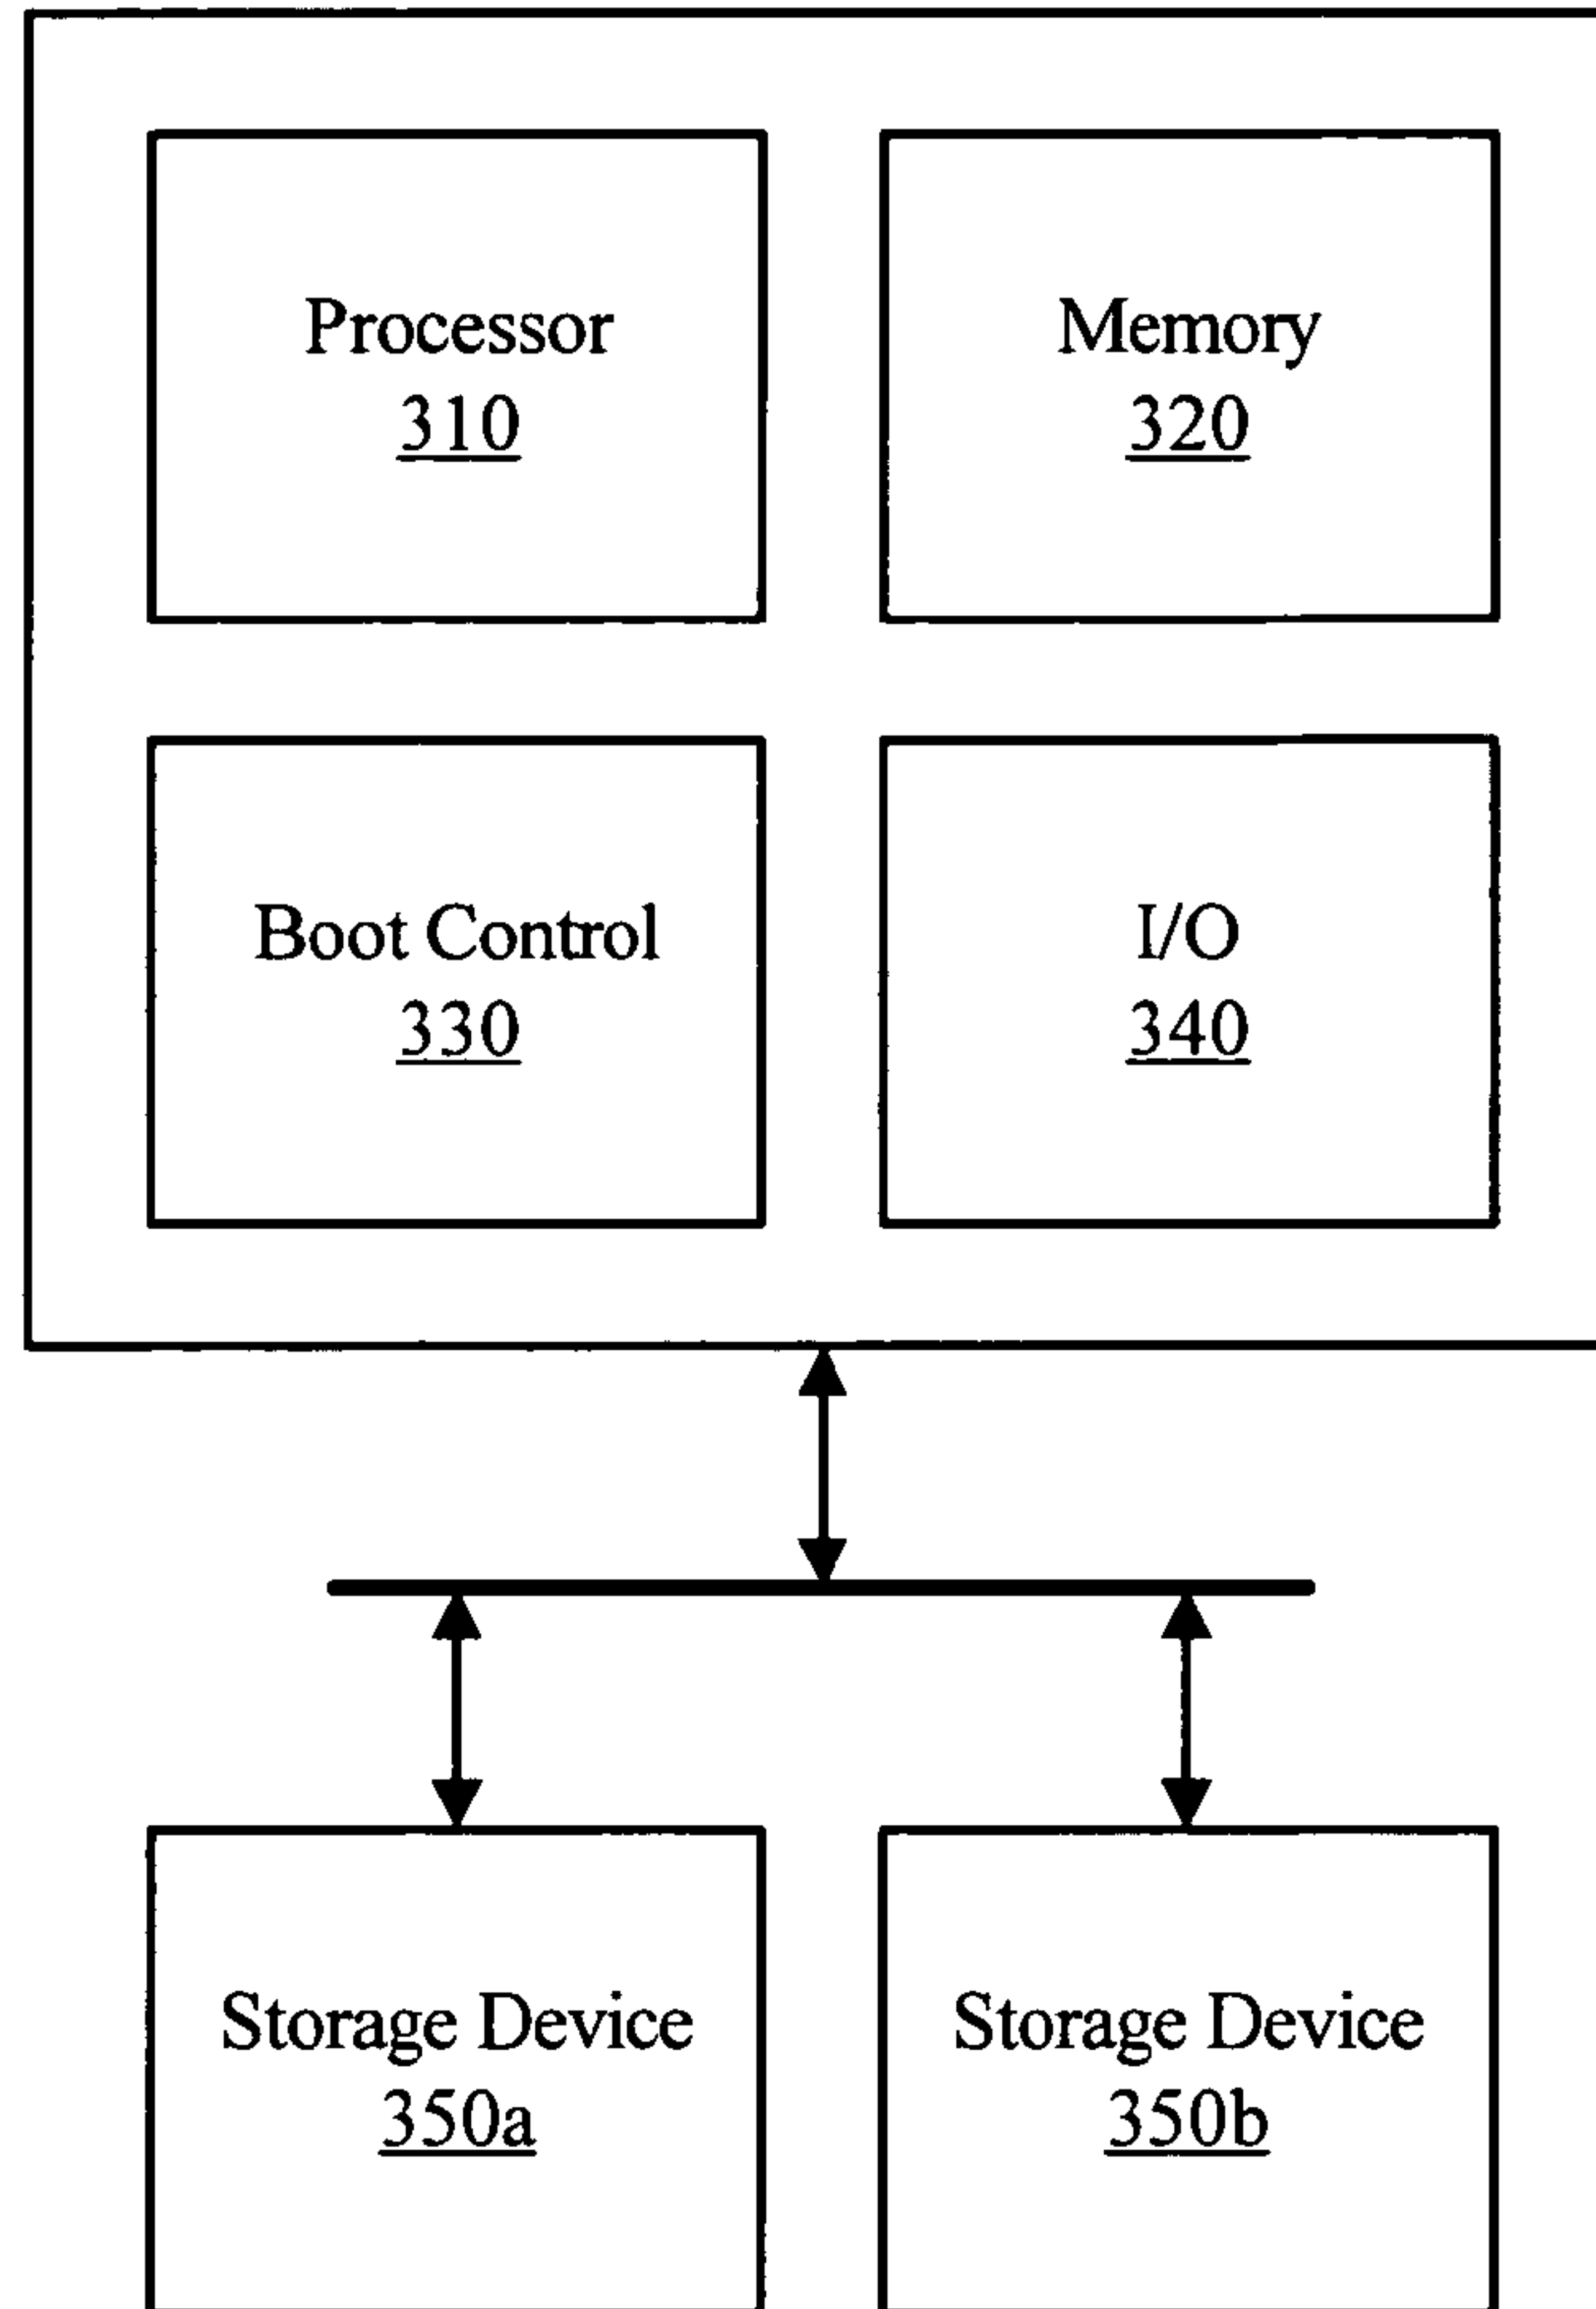 Processor
310
Memory
320
Boot Control
330
I/O
340
Storage Device
350a
Storage Device
350b